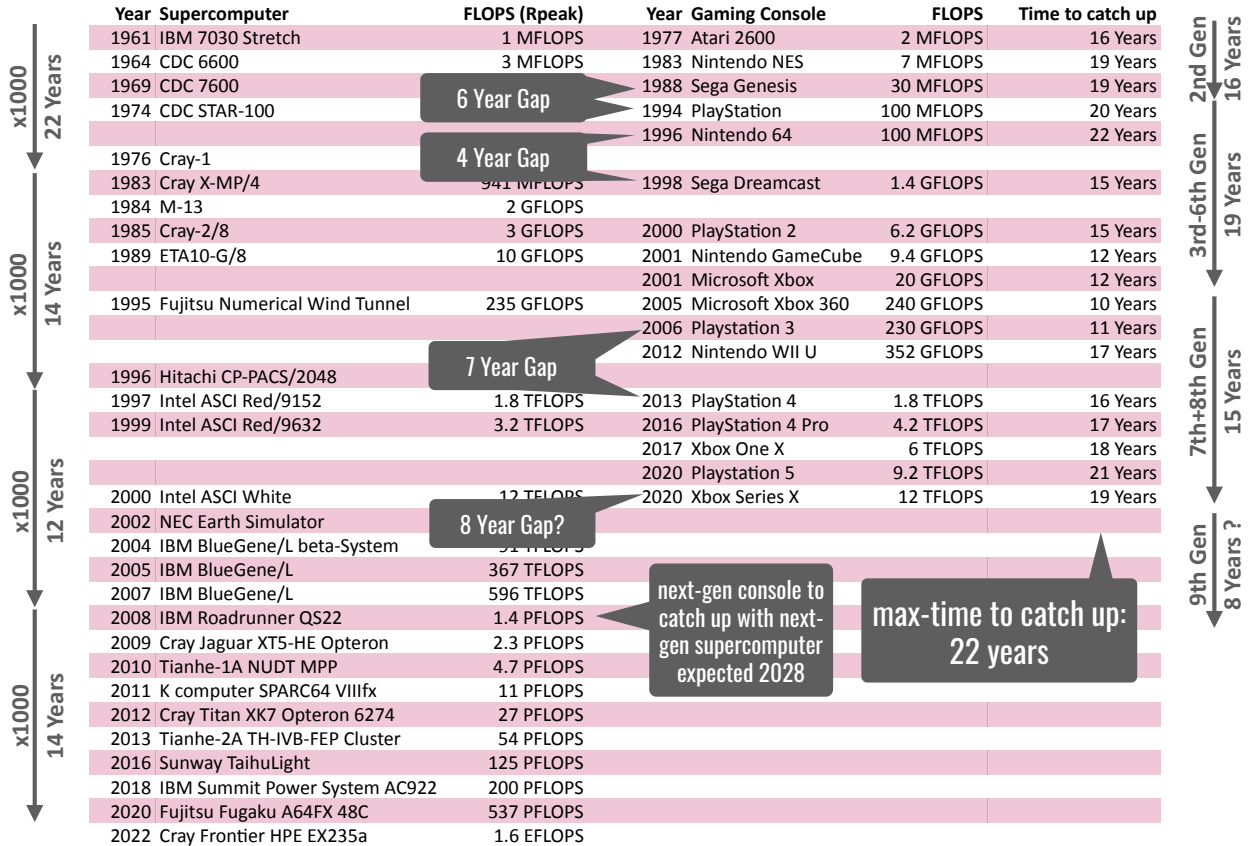 Year Supercomputer FLOPS (Rpeak) Year Gaming Console FLOPS Time to catch up
1961 IBM 7030 Stretch 1 MFLOPS 1977 Atari 2600 2 MFLOPS 16 Years
1964 CDC 6600 3 MFLOPS 1983 Nintendo NES 7 MFLOPS 19 Years
1969 CDC 7600 1988 Sega Genesis 30 MFLOPS 19 Years
1974 CDC STAR-100 1994 PlayStation 100 MFLOPS 20 Years
1996 Nintendo 64 100 MFLOPS 22 Years
1976 Cray-1
1983 Cray X-MP/4 941 MFLOPS 1998 Sega Dreamcast 1.4 GFLOPS 15 Years
1984 M-13 2 GFLOPS
1985 Cray-2/8 3 GFLOPS 2000 PlayStation 2 6.2 GFLOPS 15 Years
1989 ETA10-G/8 10 GFLOPS 2001 Nintendo GameCube 9.4 GFLOPS 12 Years
2001 Microsoft Xbox 20 GFLOPS 12 Years
1995 Fujitsu Numerical Wind Tunnel 235 GFLOPS 2005 Microsoft Xbox 360 240 GFLOPS 10 Years
2006 Playstation 3 230 GFLOPS 11 Years
2012 Nintendo WII U 352 GFLOPS 17 Years
1996 Hitachi CP-PACS/2048
1997 Intel ASCI Red/9152 1.8 TFLOPS 2013 PlayStation 4 1.8 TFLOPS 16 Years
1999 Intel ASCI Red/9632 3.2 TFLOPS 2016 PlayStation 4 Pro 4.2 TFLOPS 17 Years
2017 Xbox One X 6 TFLOPS 18 Years
2020 Playstation 5 9.2 TFLOPS 21 Years
2000 Intel ASCI White 12 TFLOPS 2020 Xbox Series X 12 TFLOPS 19 Years
2002 NEC Earth Simulator
2004 IBM BlueGene/L beta-System TFLOPS
2005 IBM BlueGene/L 367 TFLOPS
2007 IBM BlueGene/L 596 TFLOPS
2008 IBM Roadrunner QS22 1.4 PFLOPS
2009 Cray Jaguar XT5-HE Opteron 2.3 PFLOPS
2010 Tianhe-1A NUDT MPP 4.7 PFLOPS
2011 K computer SPARC64 VIIIfx 11 PFLOPS
2012 Cray Titan XK7 Opteron 6274 27 PFLOPS
2013 Tianhe-2A TH-IVB-FEP Cluster 54 PFLOPS
2016 Sunway TaihuLight 125 PFLOPS
2018 IBM Summit Power System AC922 200 PFLOPS
2020 Fujitsu Fugaku A64FX 48C 537 PFLOPS
2022 Cray Frontier HPE EX235a 1.6 EFLOPS
6 Year Gap
4 Year Gap
7 Year Gap
8 Year Gap?
next-gen console to
catch up with next-
gen supercomputer
expected 2028
max-time to catch up:
22 years
x1000
22 Years
x1000
14 Years
x1000
12 Years
x1000
14 Years
2nd Gen
16 Years
3rd-6th Gen
19 Years
7th+8th Gen
15 Years
9th Gen
8 Years ?